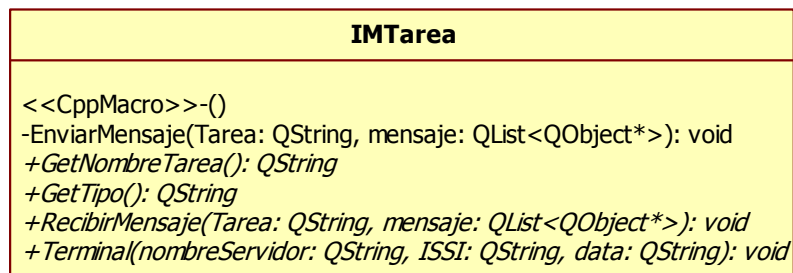 IMTarea
<<CppMacro>>-()
-EnviarMensaje(Tarea: QString, mensaje: QList<QObject*>): void
+GetNombreTarea(): QString
+GetTipo(): QString
+RecibirMensaje(Tarea: QString, mensaje: QList<QObject*>): void
+Terminal(nombreServidor: QString, ISSI: QString, data: QString): void